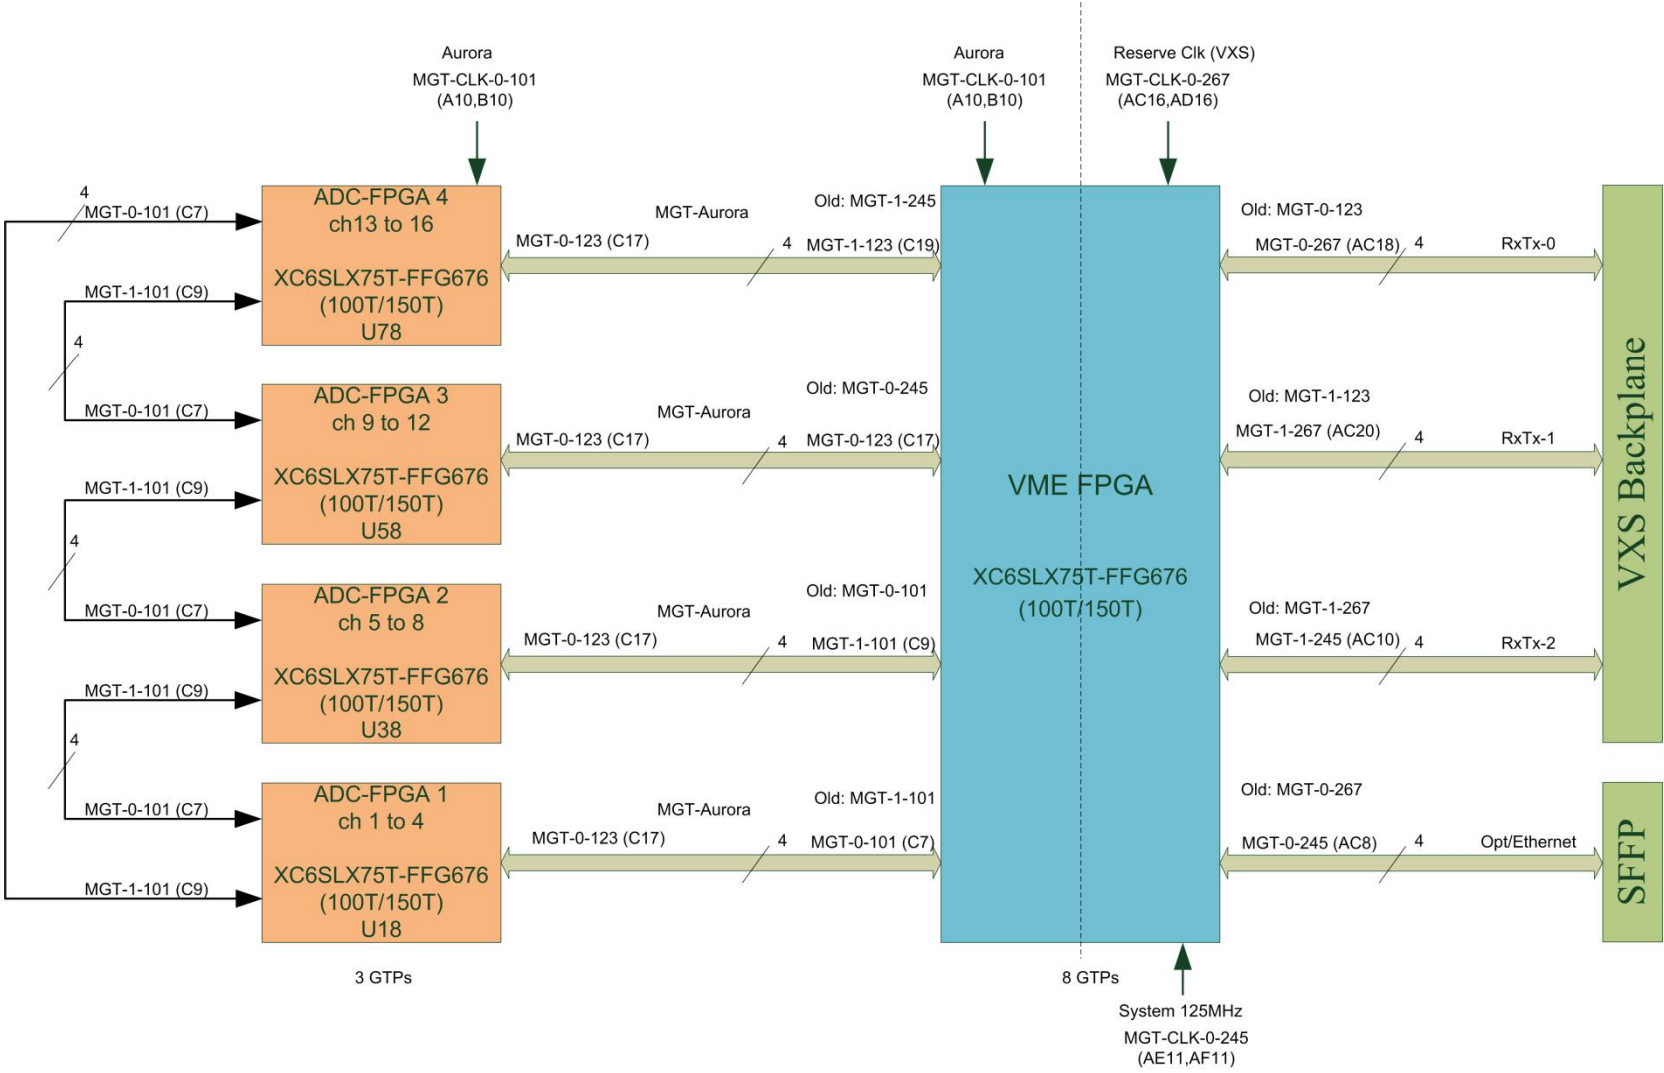 Aurora
MGT-CLK-0-101
(A10,B10)
Aurora
MGT-CLK-0-101
(A10,B10)
Reserve Clk (VXS)
MGT-CLK-0-267
(AC16,AD16)
4
MGT-0-101 (C7)
MGT-1-101 (C9)
4
MGT-0-101 (C7)
MGT-1-101 (C9)
4
MGT-0-101 (C7)
MGT-1-101 (C9)
4
MGT-0-101 (C7)
MGT-1-101 (C9)
ADC-FPGA 4
ch13 to 16
XC6SLX75T-FFG676
(100T/150T)
U78
ADC-FPGA 3
ch 9 to 12
XC6SLX75T-FFG676
(100T/150T)
U58
ADC-FPGA 2
ch 5 to 8
XC6SLX75T-FFG676
(100T/150T)
U38
ADC-FPGA 1
ch 1 to 4
XC6SLX75T-FFG676
(100T/150T)
U18
3 GTPs
MGT-Aurora
Old: MGT-1-245
MGT-0-123 (C17)
4
MGT-1-123 (C19)
Old: MGT-0-245
MGT-Aurora
MGT-0-123 (C17)
4
MGT-0-123 (C17)
Old: MGT-0-101
MGT-Aurora
MGT-0-123 (C17)
4
MGT-1-101 (C9)
Old: MGT-1-101
MGT-Aurora
MGT-0-123 (C17)
4
MGT-0-101 (C7)
VME FPGA
XC6SLX75T-FFG676
(100T/150T)
8 GTPs
Old: MGT-0-123
MGT-0-267 (AC18)
4
RxTx-0
Old: MGT-1-123
MGT-1-267 (AC20)
4
RxTx-1
Old: MGT-1-267
MGT-1-245 (AC10)
4
RxTx-2
Old: MGT-0-267
MGT-0-245 (AC8)
4
Opt/Ethernet
VXS Backplane
SFFP
System 125MHz
MGT-CLK-0-245
(AE11,AF11)